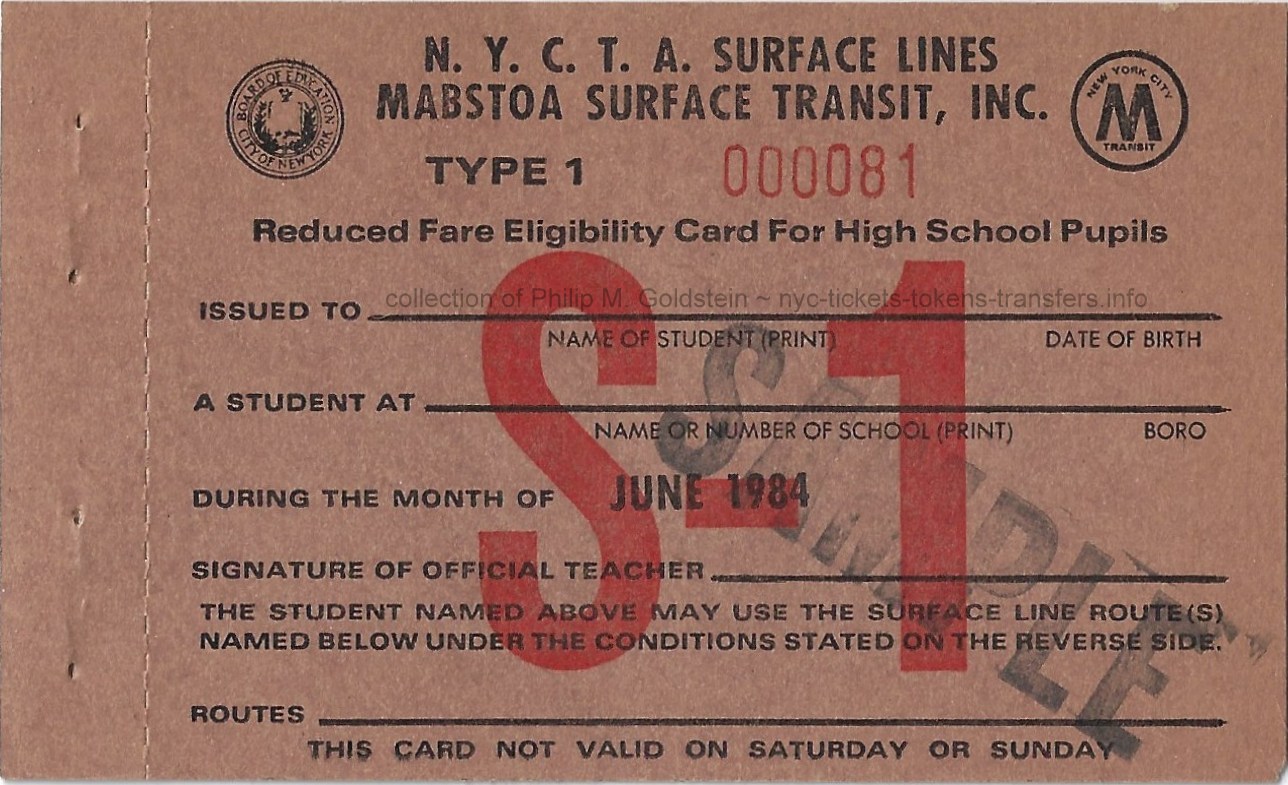 N. Y. C. T. A. SURFACE LINES
MABSTOA SURFACE TRANSIT, INC.
BOARD OF EDUCATION
CITY OF NEW YORK
NEW YORK CITY
M
TRANSIT
TYPE 1
000081
Reduced Fare Eligibility Card For High School Pupils
S-1
ISSUED TO
collection of Philip M. Goldstein ~ nyc-tickets-tokens-transfers.info
NAME OF STUDENT (PRINT) DATE OF BIRTH
A STUDENT AT
NAME OR NUMBER OF SCHOOL (PRINT) BORO
DURING THE MONTH OF JUNE 1984
SAMPLE
SIGNATURE OF OFFICIAL TEACHER
THE STUDENT NAMED ABOVE MAY USE THE SURFACE LINE ROUTE(S)
NAMED BELOW UNDER THE CONDITIONS STATED ON THE REVERSE SIDE.
ROUTES
THIS CARD NOT VALID ON SATURDAY OR SUNDAY